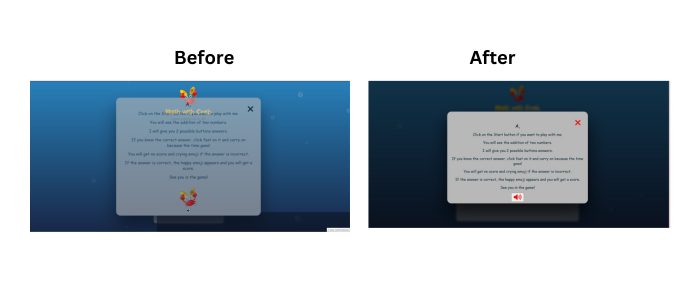 Before
After
Math with Crab
Click on the Start button if you want to play with me.
You will see the addition of two numbers.
I will give you 2 possible buttons answers.
If you know the correct answer, click fast on it and carry on
because the time goes!
You will get no score and crying emoji if the answer is incorrect.
If the answer is correct, the happy emoji appears and you will get a
score.
See you in the game!
Click on the Start button if you want to play with me.
You will see the addition of two numbers.
I will give you 2 possible buttons answers.
If you know the correct answer, click fast on it and carry on because the time
goes!
You will get no score and crying emoji if the answer is incorrect.
If the answer is correct, the happy emoji appears and you will get a score.
See you in the game!